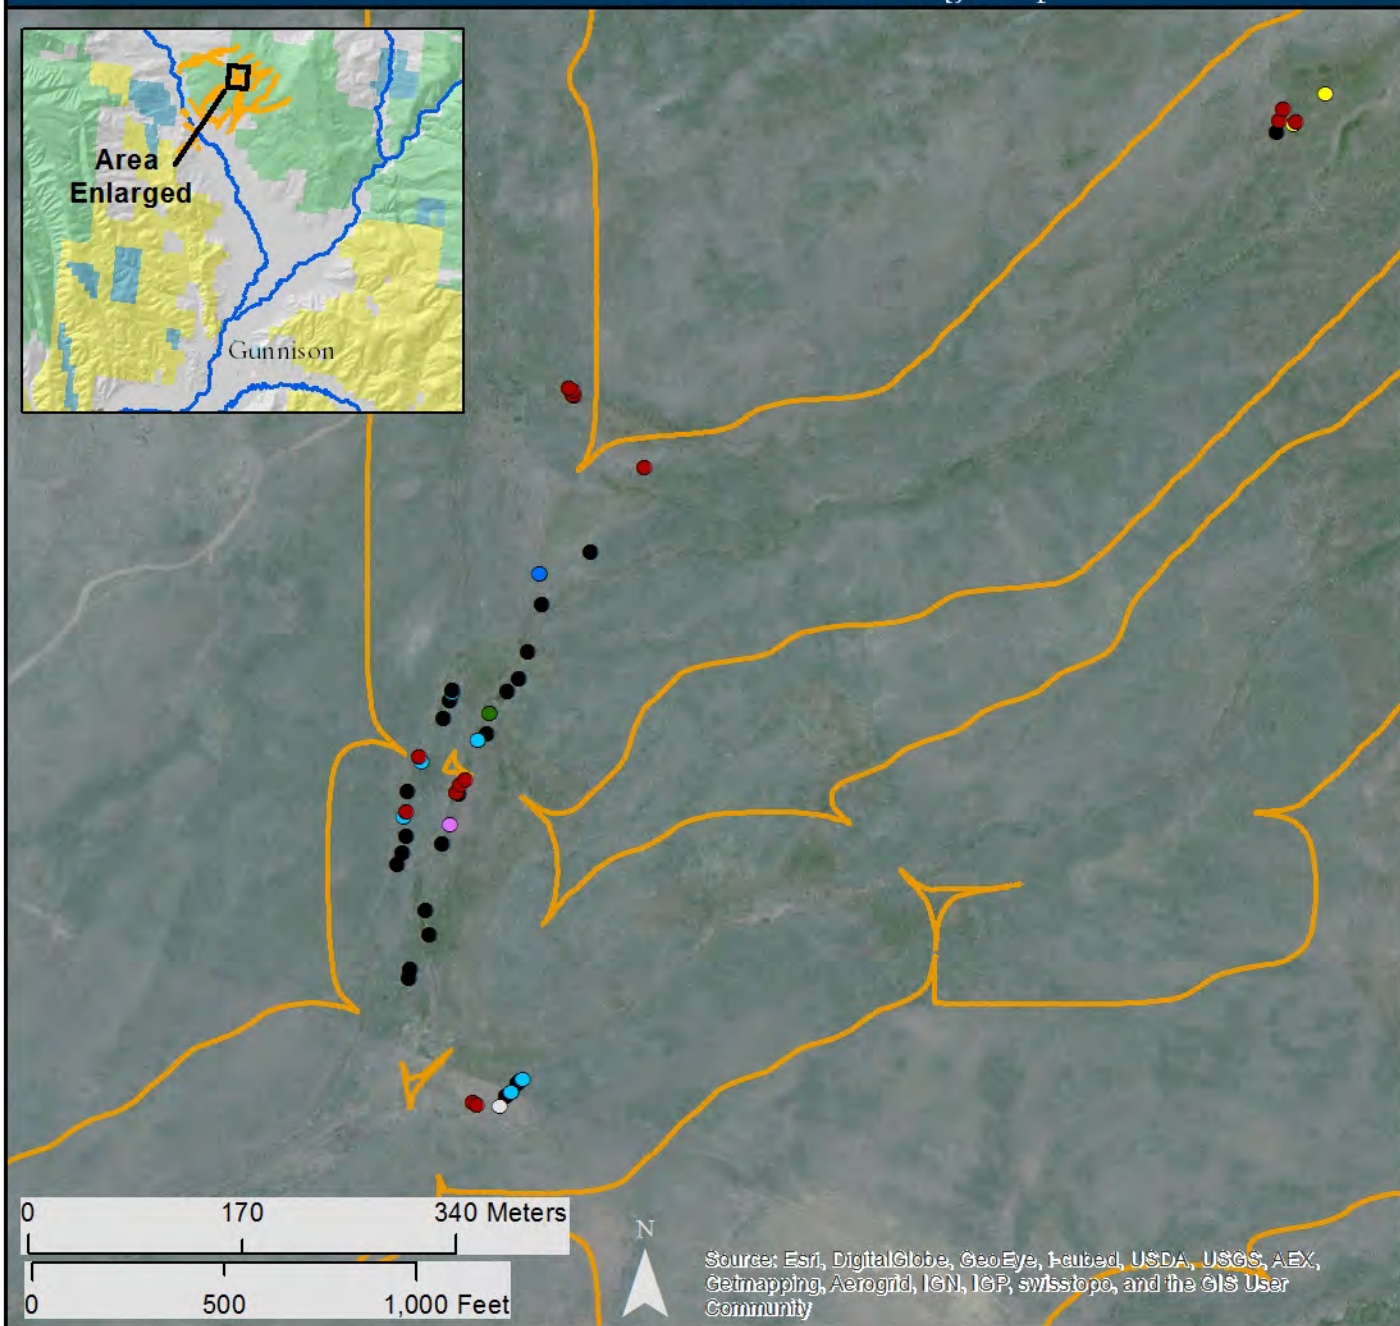 Area
Enlarged
Gunnison
0 170 340 Meters
0 500 1,000 Feet
N
Source: Esri, DigitalGlobe, GeoEye, i-cubed, USDA, USGS, AEX,
Getmapping, Aerogrid, IGN, IGP, swisstopo, and the GIS User
Community